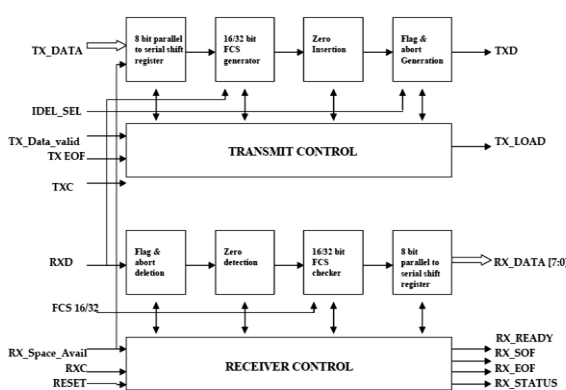 TX_DATA
8 bit parallel
to serial shift
register
16/32 bit
FCS
generator
Zero
Insertion
Flag &
abort
Generation
TXD
IDEL_SEL
TX_Data_valid
TX EOF
TXC
TRANSMIT CONTROL
TX_LOAD
RXD
Flag &
abort
deletion
Zero
detection
16/32 bit
FCS
checker
8 bit
parallel to
serial shift
register
RX_DATA [7:0]
FCS 16/32
RX_Space_Avail
RXC
RESET
RECEIVER CONTROL
RX_READY
RX_SOF
RX_EOF
RX_STATUS